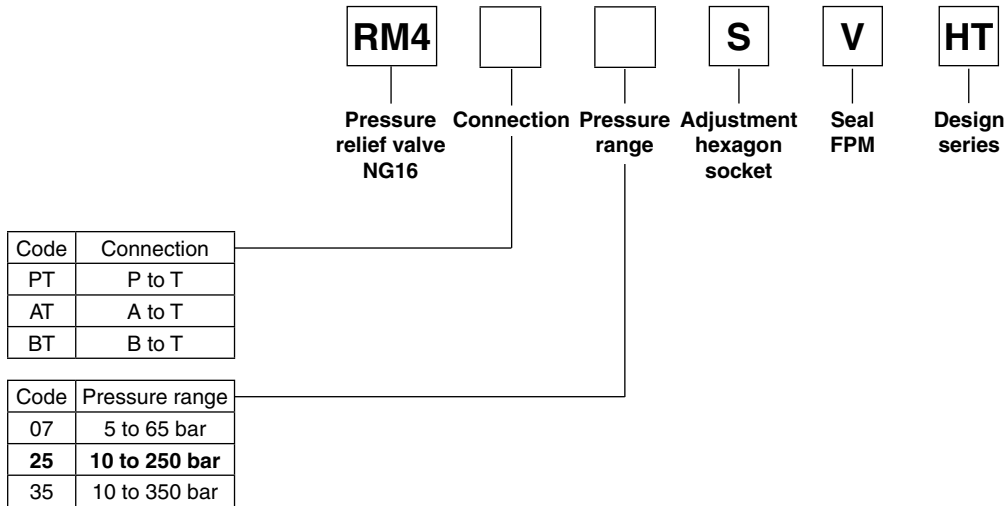 RM4 S V HT
Pressure Connection Pressure Adjustment Seal Design
relief valve range hexagon FPM series
NG16 socket
Code Connection
PT P to T
AT A to T
BT B to T
Code Pressure range
07 5 to 65 bar
25 10 to 250 bar
35 10 to 350 bar